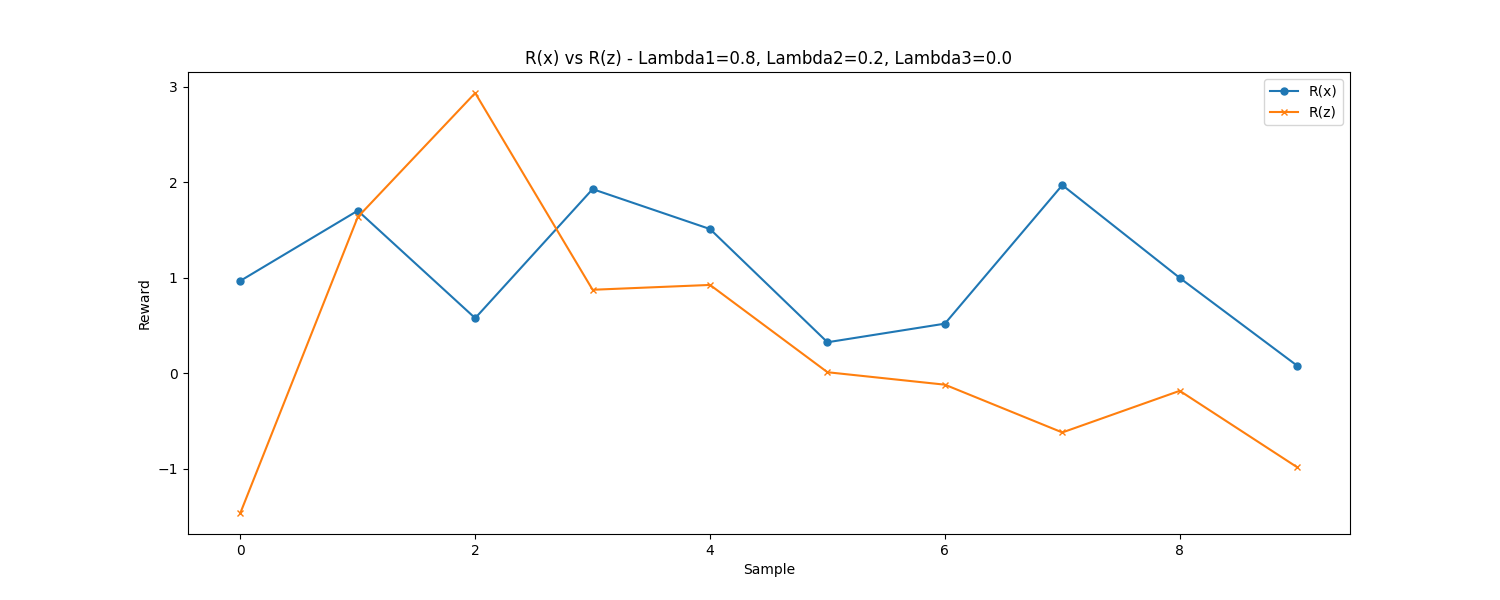 R(x) vs R(z) - Lambda1=0.8, Lambda2=0.2, Lambda3=0.0
R(x)
R(z)
3
2
1
0
−1
Reward
0
2
4
6
8
Sample